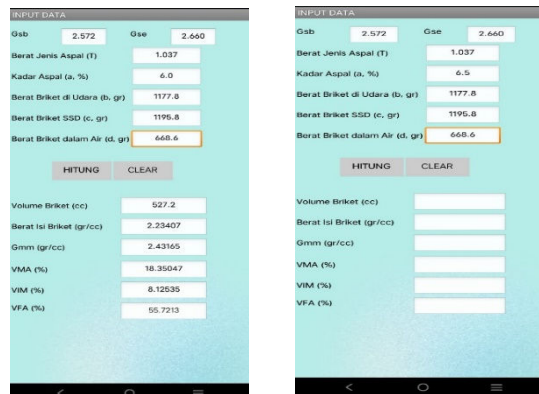 INPUT DATA
Gsb 2.572 Gse 2.660
Berat Jenis Aspal (T) 1.037
Kadar Aspal (a, %) 6.0
Berat Briket di Udara (b, gr) 1177.8
Berat Briket SSD (c, gr) 1195.8
Berat Briket dalam Air (d, gr) 668.6
HITUNG CLEAR
Volume Briket (cc) 527.2
Berat Isi Briket (gr/cc) 2.23407
Gmm (gr/cc) 2.43165
VMA (%) 18.35047
VIM (%) 8.12535
VFA (%) 55.7213
INPUT DATA
Gsb 2.572 Gse 2.660
Berat Jenis Aspal (T) 1.037
Kadar Aspal (a, %) 6.5
Berat Briket di Udara (b, gr) 1177.8
Berat Briket SSD (c, gr) 1195.8
Berat Briket dalam Air (d, gr) 668.6
HITUNG CLEAR
Volume Briket (cc)
Berat Isi Briket (gr/cc)
Gmm (gr/cc)
VMA (%)
VIM (%)
VFA (%)